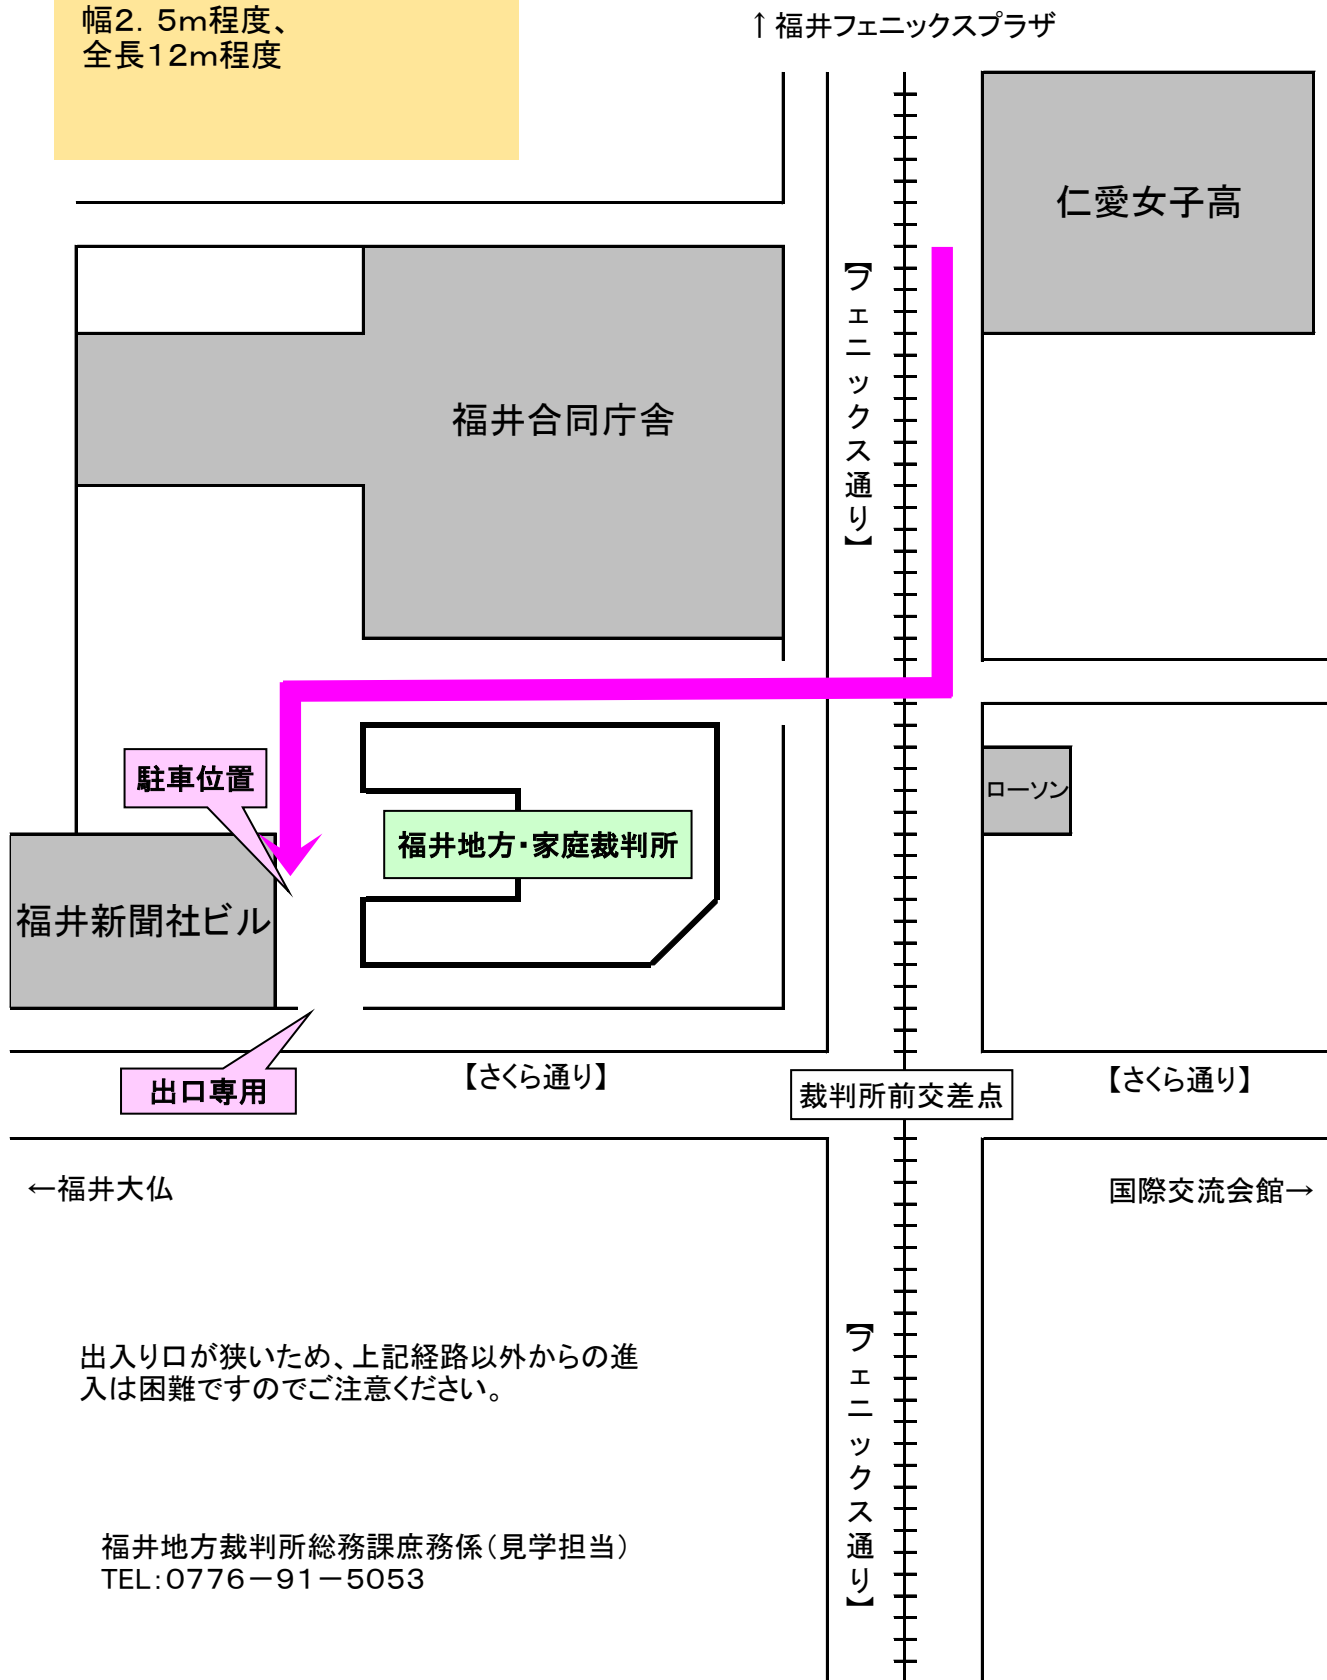 幅2．5m程度、
全長12m程度
↑福井フェニックスプラザ
仁愛女子高
【フェニックス通り】
福井合同庁舎
駐車位置
ローソン
福井地方・家庭裁判所
福井新聞社ビル
出口専用
【さくら通り】
裁判所前交差点
【さくら通り】
←福井大仏
国際交流会館→
【フェニックス通り】
出入り口が狭いため、上記経路以外からの進
入は困難ですのでご注意ください。
福井地方裁判所総務課庶務係（見学担当）
TEL：0776－91－5053